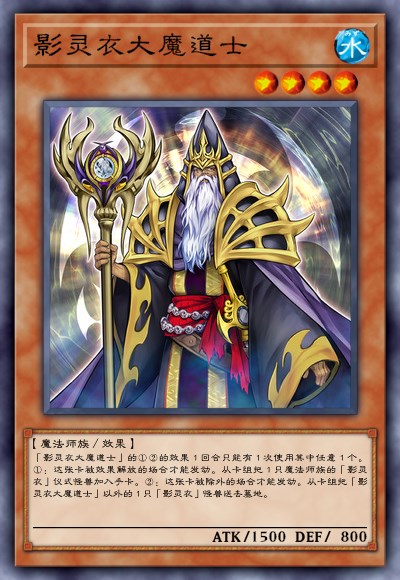 影灵衣大魔道士
水
【魔法师族／效果】
「影灵衣大魔道士」的①②的效果1回合只能有1次使用其中任意1个。
①：这张卡被效果解放的场合才能发动。从卡组把1只魔法师族的「影灵
衣」仪式怪兽加入手卡。②：这张卡被除外的场合才能发动。从卡组把「影
灵衣大魔道士」以外的1只「影灵衣」怪兽送去墓地。
ATK/1500 DEF/ 800